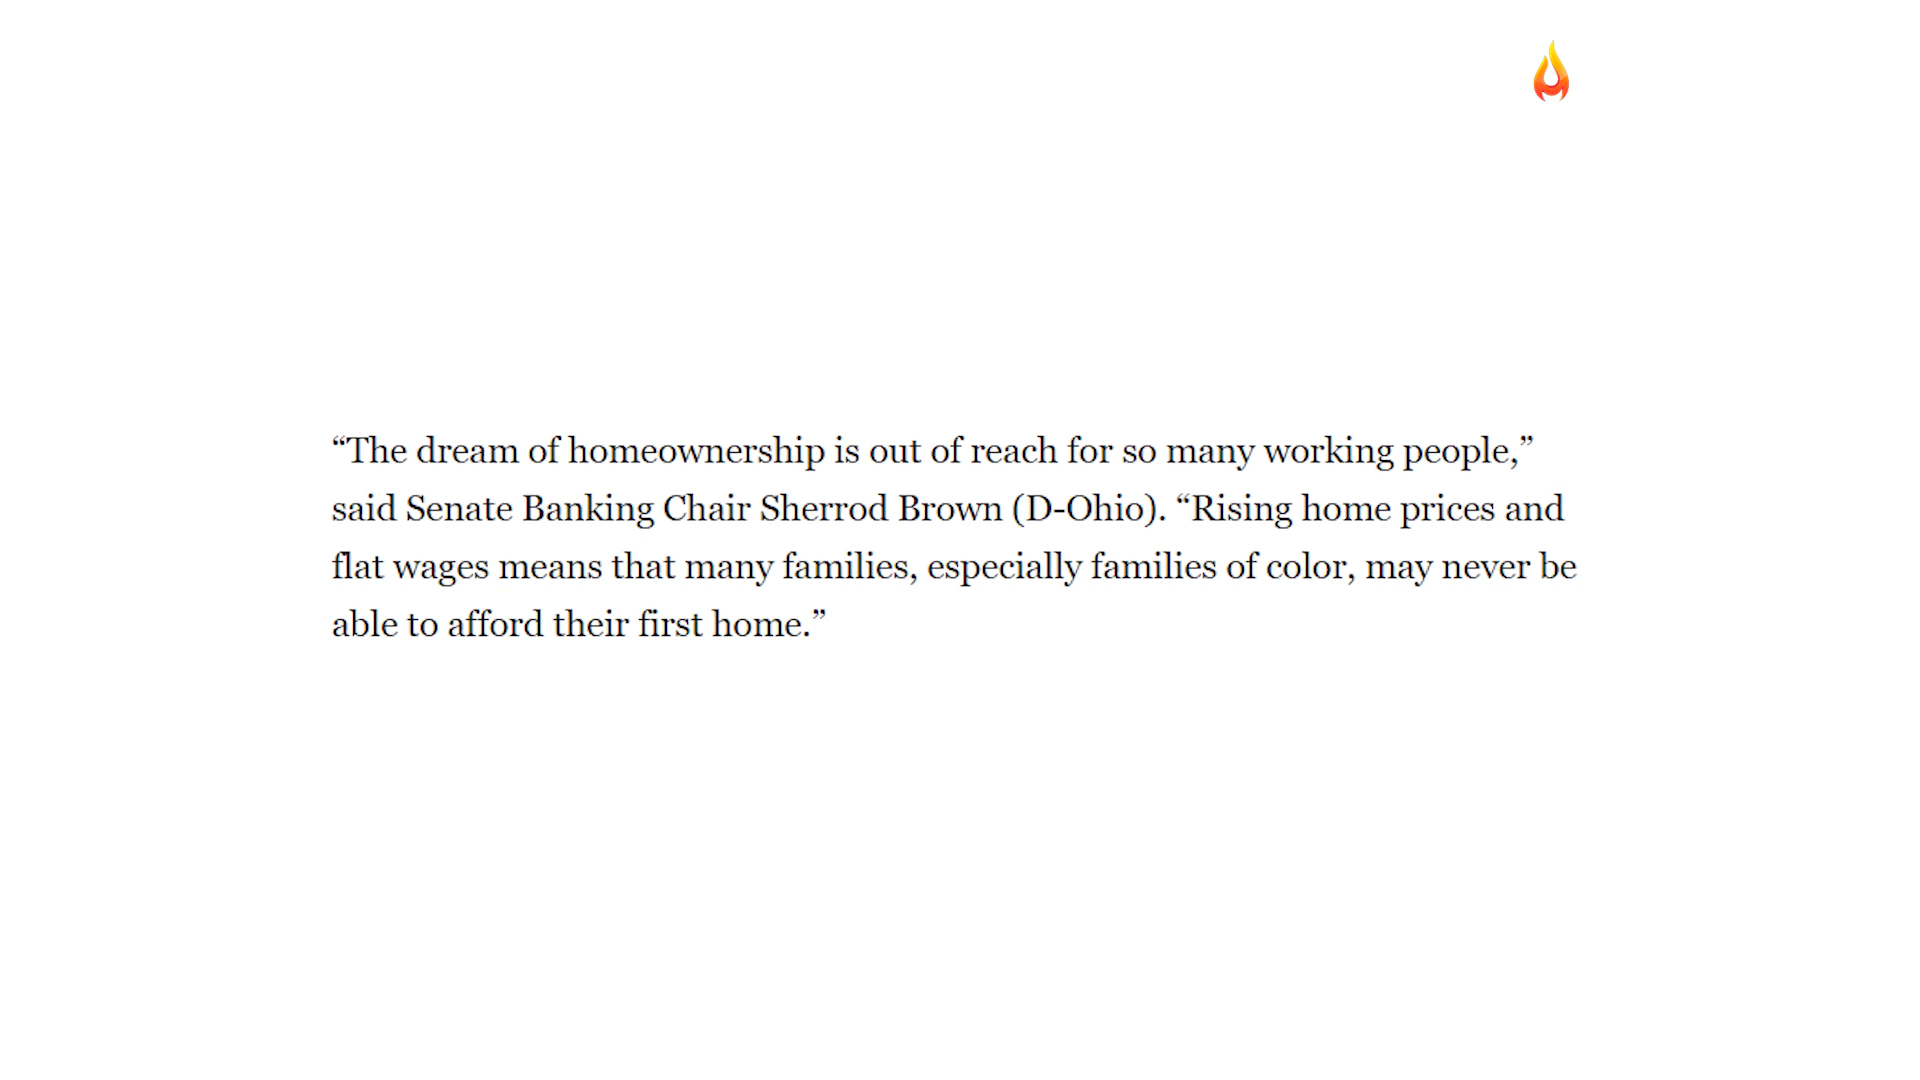 “The dream of homeownership is out of reach for so many working people,”
said Senate Banking Chair Sherrod Brown (D-Ohio). “Rising home prices and
flat wages means that many families, especially families of color, may never be
able to afford their first home.”